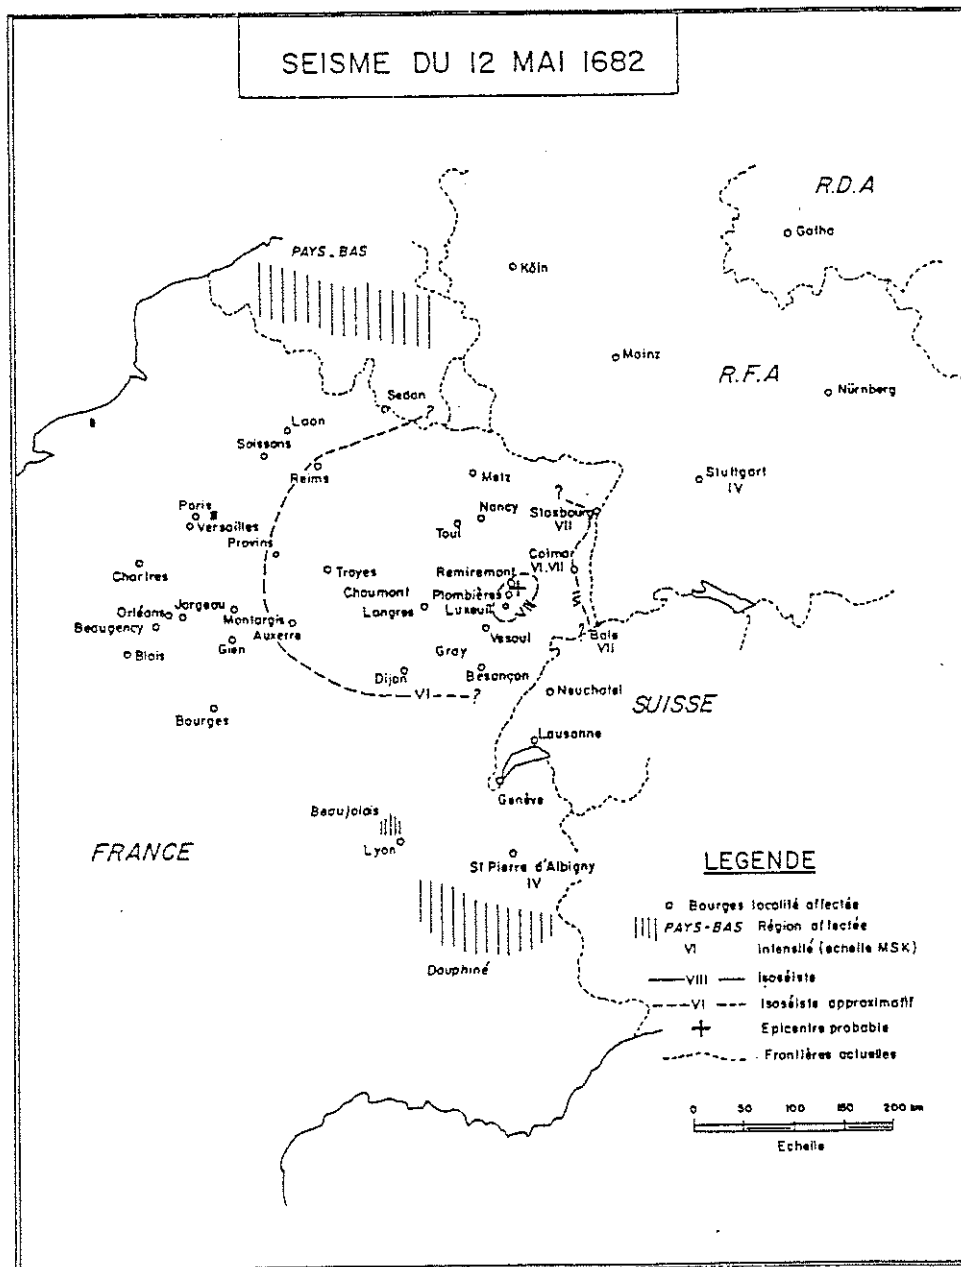 SEISME DU 12 MAI 1682
R.D.A
Gotha
PAYS-BAS
Köln
Mainz
R.F.A
Nürnberg
Sedan
Laon
Soissons
Reims
Metz
Stuttgart
IV
?
?
Nancy
Stasbourg
VII
Paris
Versailles
Toul
Provins
Colmar
VI.VII
Chartres
Troyes
Remiremont
Chaumont
Plombières
Langres
Luxeuil
VIII
VI
Orléans
Jargeau
Montargis
Beaugency
Auxerre
Vesoul
?
Bale
VII
Gien
Blois
Gray
Dijon
Besançon
VI
?
Neuchatel
SUISSE
Bourges
Lausanne
Genève
Beaujolais
Lyon
FRANCE
St Pierre d'Albigny
IV
Dauphiné
LEGENDE
Bourges localité affectée
PAYS-BAS Région affectée
VI Intensité (echelle MSK)
VIII Isoséiste
VI Isoséiste approximatif
Epicentre probable
Frontières actuelles
0 50 100 150 200 km
Echelle